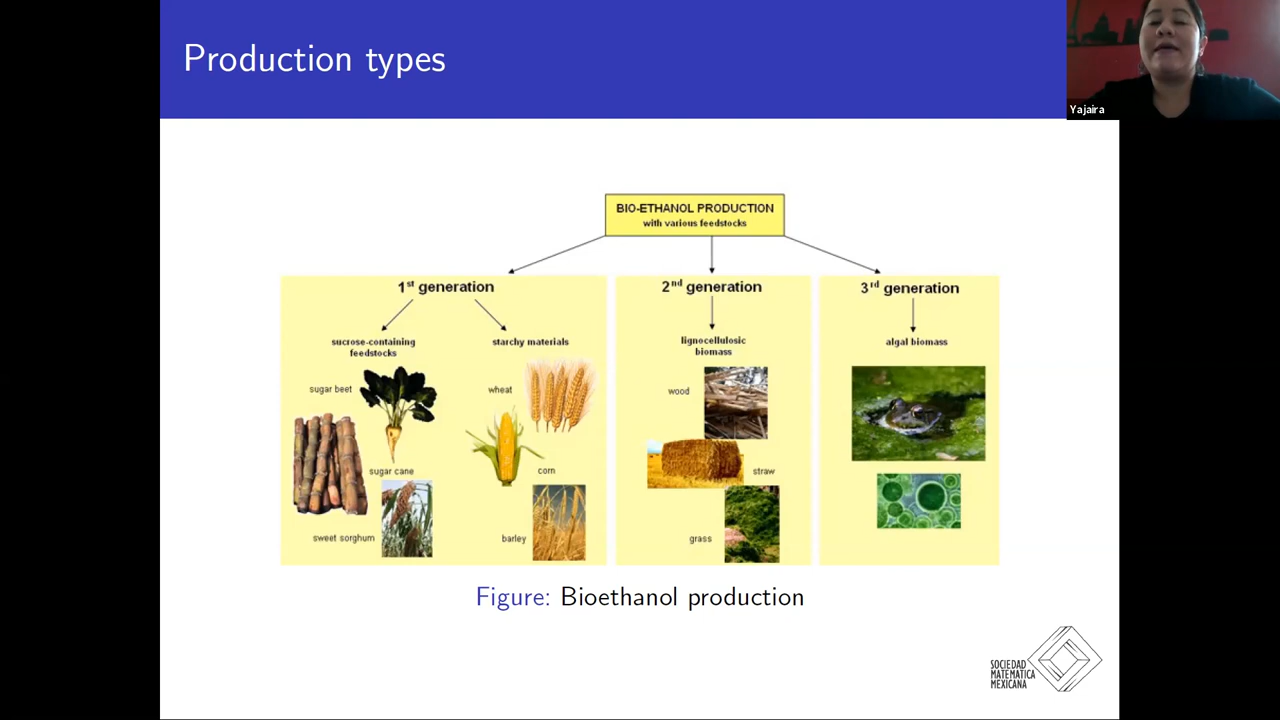 Production types
Yajaira
BIO-ETHANOL PRODUCTION
with various feedstocks
1st generation
sucrose-containing
feedstocks
sugar beet
sugar cane
sweet sorghum
starchy materials
wheat
corn
barley
2nd generation
lignocellulosic
biomass
wood
straw
grass
3rd generation
algal biomass
Figure: Bioethanol production
SOCIEDAD
MATEMATICA
MEXICANA